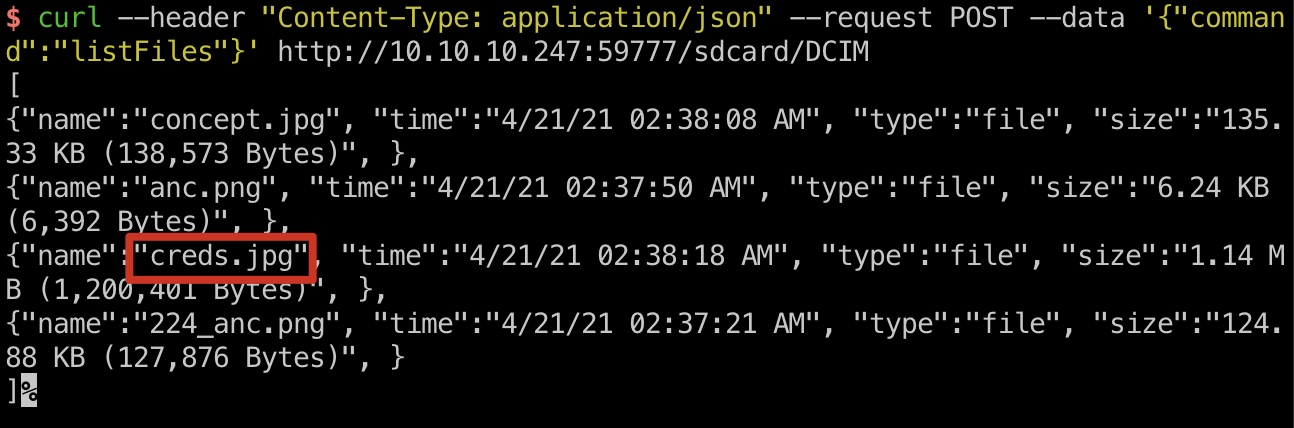 $ curl --header "Content-Type: application/json" --request POST --data '{"comman
d":"listFiles"}' http://10.10.10.247:59777/sdcard/DCIM
[
{"name":"concept.jpg", "time":"4/21/21 02:38:08 AM", "type":"file", "size":"135.
33 KB (138,573 Bytes)", },
{"name":"anc.png", "time":"4/21/21 02:37:50 AM", "type":"file", "size":"6.24 KB
(6,392 Bytes)", },
{"name":"creds.jpg", "time":"4/21/21 02:38:18 AM", "type":"file", "size":"1.14 M
B (1,200,401 Bytes)", },
{"name":"224_anc.png", "time":"4/21/21 02:37:21 AM", "type":"file", "size":"124.
88 KB (127,876 Bytes)", }
]%